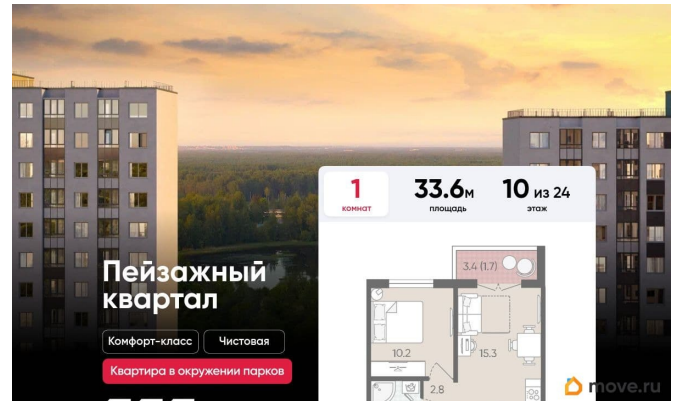 1
комнат
33.6м
площадь
10 из 24
этаж
Пейзажный
квартал
Комфорт-класс
Чистовая
Квартира в окружении парков
3.4 (1.7)
10.2
15.3
2.8
move.ru